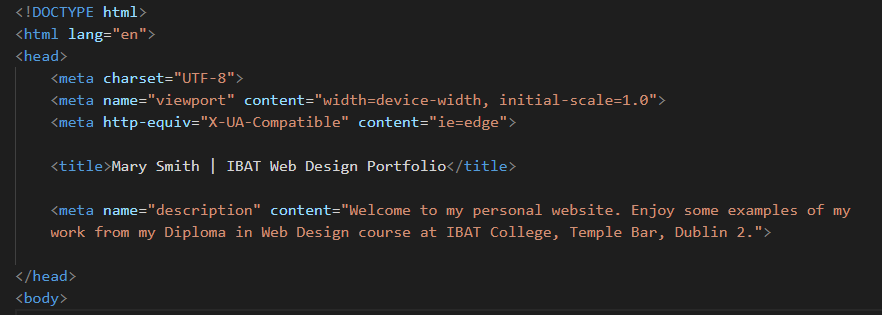 <!DOCTYPE html>
<html lang="en">
<head>
    <meta charset="UTF-8">
    <meta name="viewport" content="width=device-width, initial-scale=1.0">
    <meta http-equiv="X-UA-Compatible" content="ie=edge">
    <title>Mary Smith | IBAT Web Design Portfolio</title>
    <meta name="description" content="Welcome to my personal website. Enjoy some examples of my
    work from my Diploma in Web Design course at IBAT College, Temple Bar, Dublin 2.">
</head>
<body>